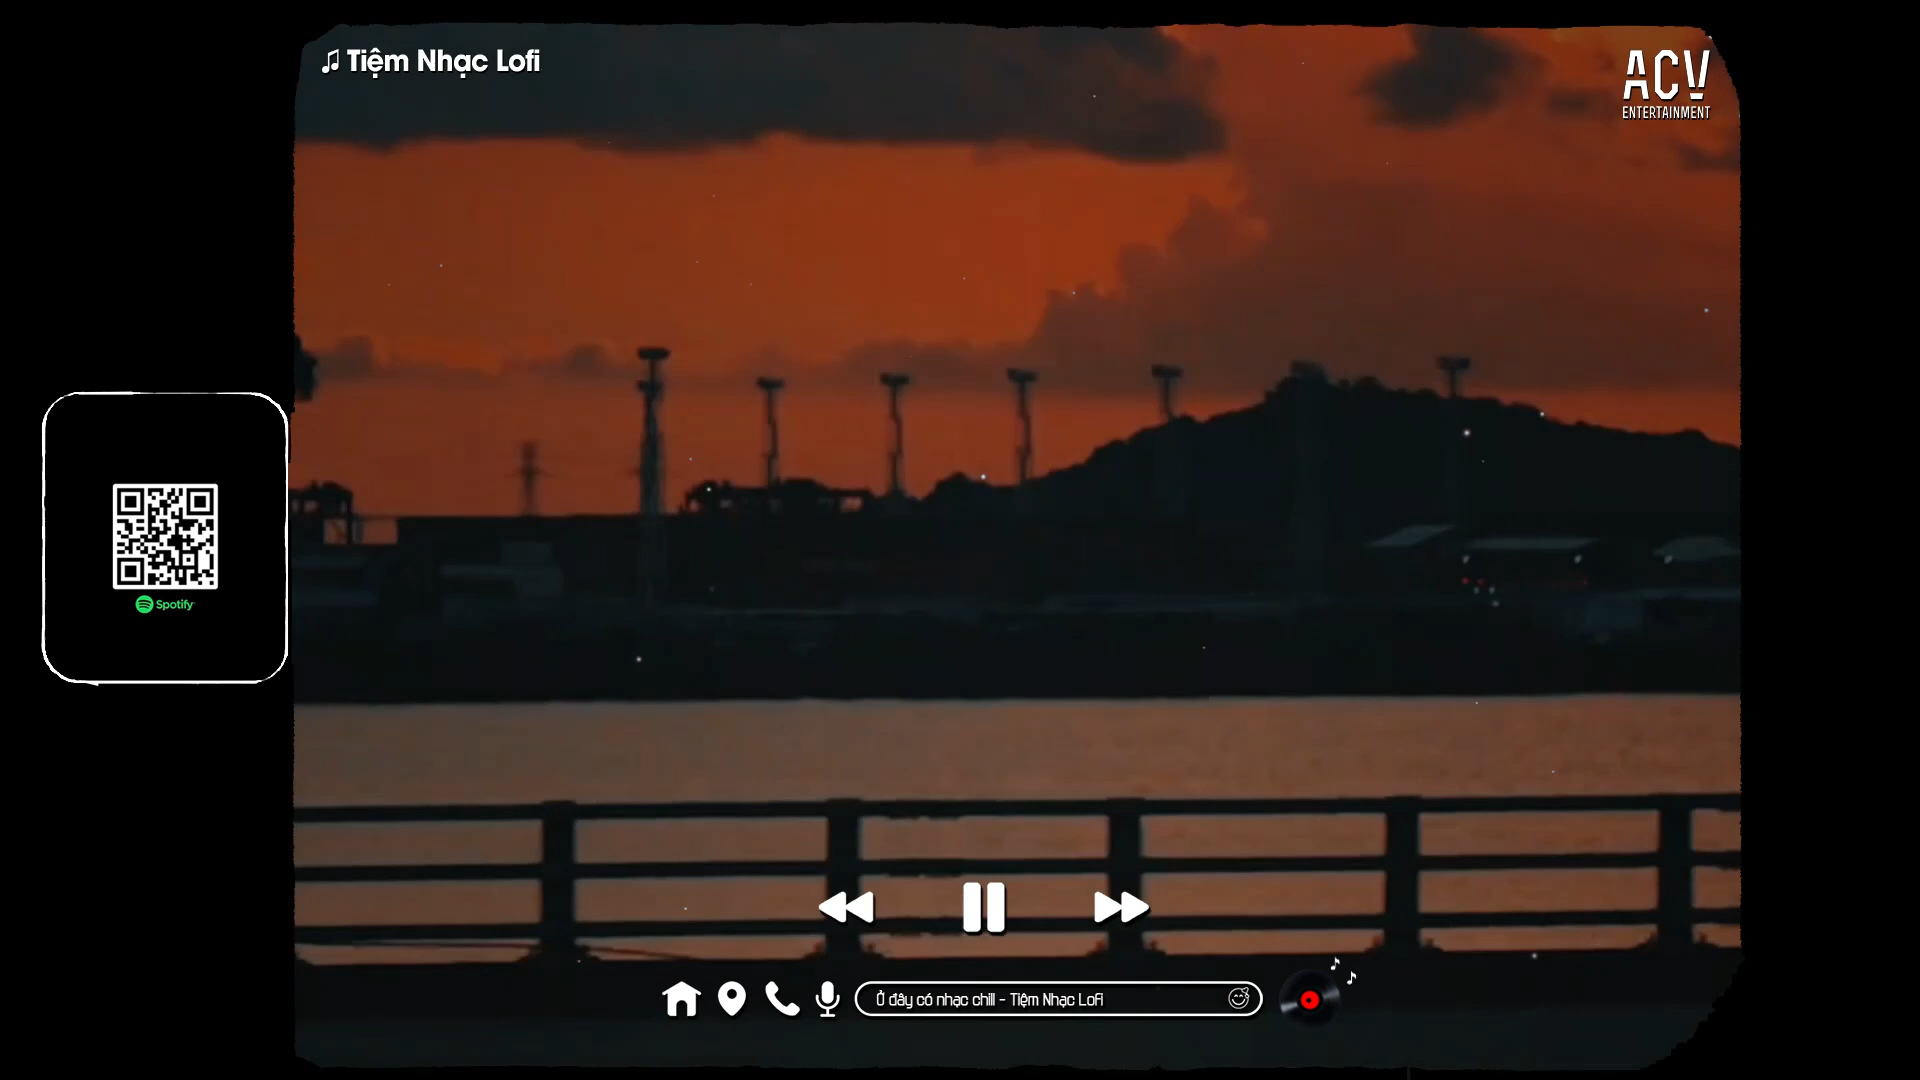 Tiệm Nhạc Lofi
ACV
ENTERTAINMENT
Spotify
Ở đây có nhạc chill - Tiệm Nhạc Lofi